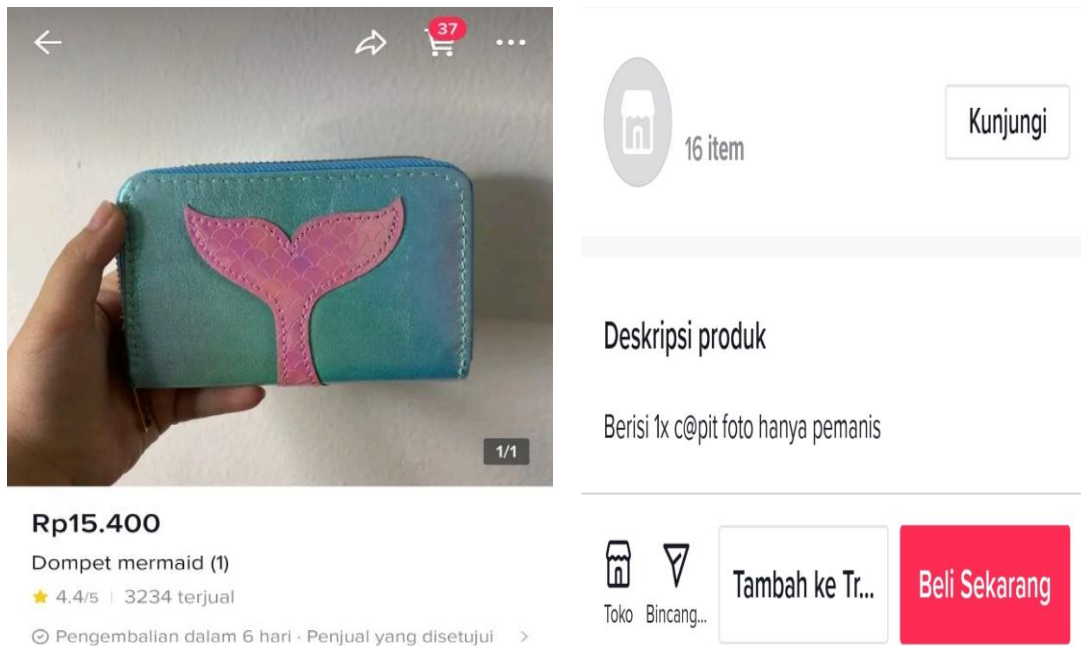 37
1/1
Rp15.400
Dompet mermaid (1)
4.4/5 | 3234 terjual
Pengembalian dalam 6 hari · Penjual yang disetujui >
16 item
Kunjungi
Deskripsi produk
Berisi 1x c@pit foto hanya pemanis
Toko
Bincang...
Tambah ke Tr...
Beli Sekarang